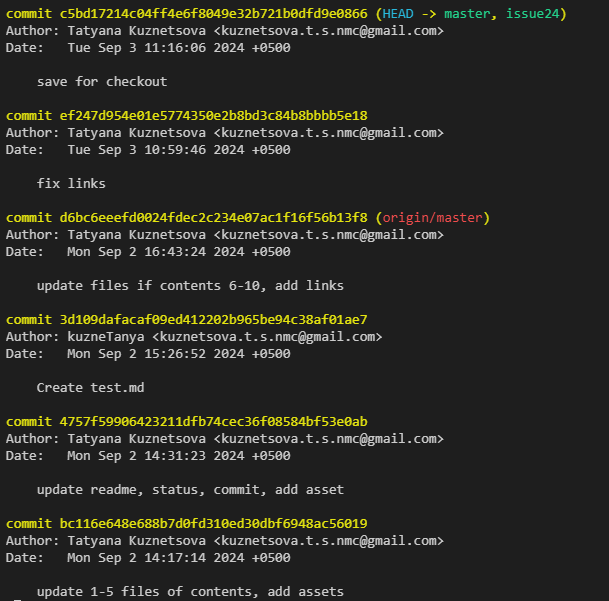 commit c5bd17214c04ff4e6f8049e32b721b0dfd9e0866 (HEAD -> master, issue24)
Author: Tatyana Kuznetsova <kuznetsova.t.s.nmc@gmail.com>
Date:   Tue Sep 3 11:16:06 2024 +0500
save for checkout
commit ef247d954e01e5774350e2b8bd3c84b8bbbb5e18
Author: Tatyana Kuznetsova <kuznetsova.t.s.nmc@gmail.com>
Date:   Tue Sep 3 10:59:46 2024 +0500
fix links
commit d6bc6eeefd0024fdec2c234e07ac1f16f56b13f8 (origin/master)
Author: Tatyana Kuznetsova <kuznetsova.t.s.nmc@gmail.com>
Date:   Mon Sep 2 16:43:24 2024 +0500
update files if contents 6-10, add links
commit 3d109dafacaf09ed412202b965be94c38af01ae7
Author: kuzneTanya <kuznetsova.t.s.nmc@gmail.com>
Date:   Mon Sep 2 15:26:52 2024 +0500
Create test.md
commit 4757f59906423211dfb74cec36f08584bf53e0ab
Author: Tatyana Kuznetsova <kuznetsova.t.s.nmc@gmail.com>
Date:   Mon Sep 2 14:31:23 2024 +0500
update readme, status, commit, add asset
commit bc116e648e688b7d0fd310ed30dbf6948ac56019
Author: Tatyana Kuznetsova <kuznetsova.t.s.nmc@gmail.com>
Date:   Mon Sep 2 14:17:14 2024 +0500
update 1-5 files of contents, add assets